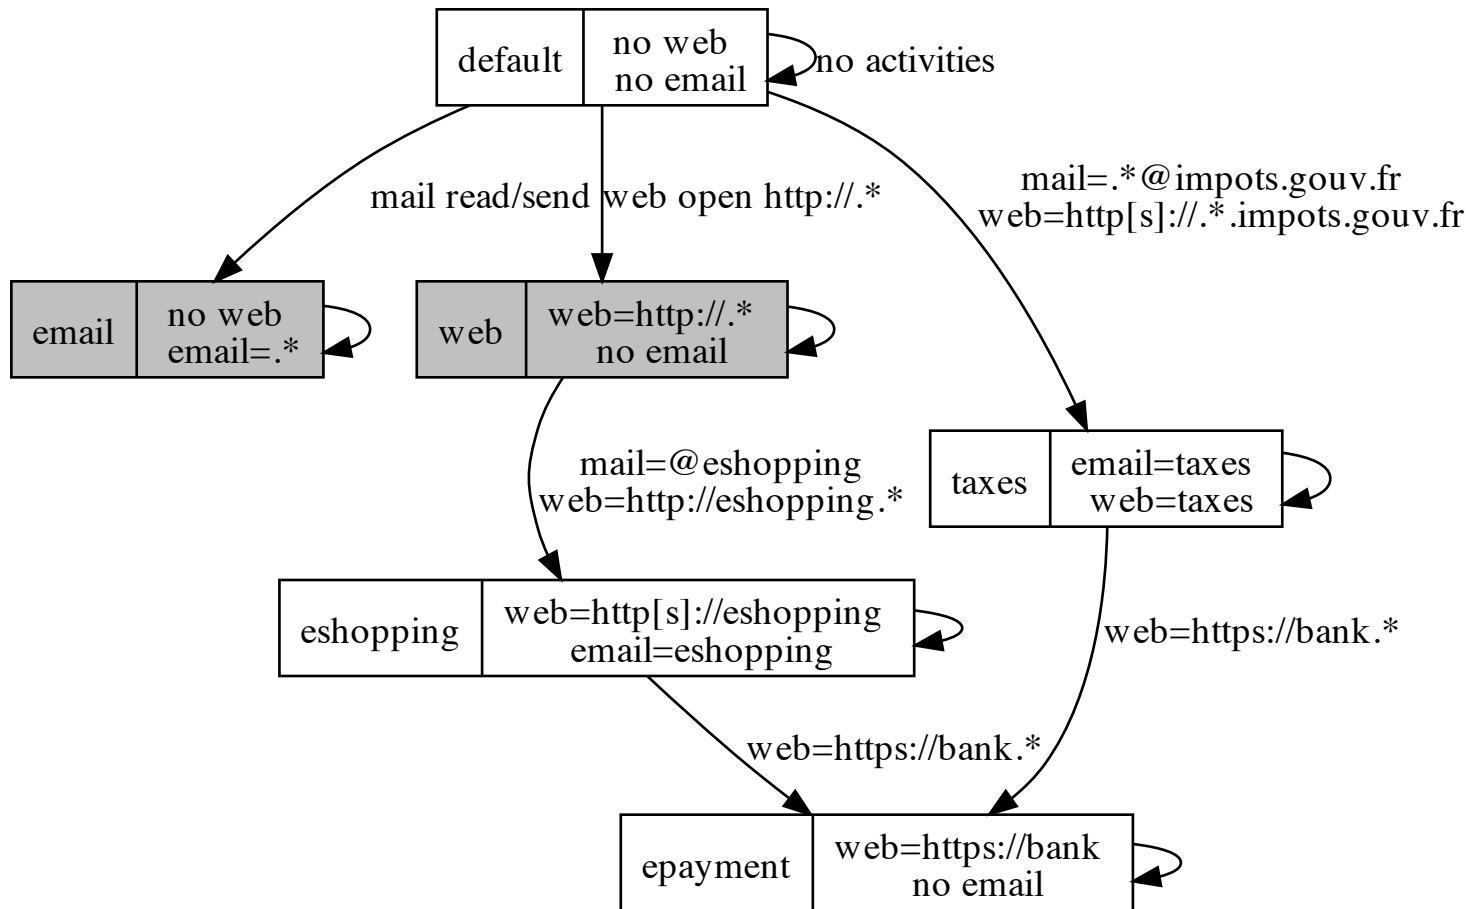 default
no web
no email
no activities
mail read/send
web open http://.*
mail=.*@impots.gouv.fr
web=http[s]://.*.impots.gouv.fr
email
no web
email=.*
web
web=http://.*
no email
mail=@eshopping
web=http://eshopping.*
taxes
email=taxes
web=taxes
eshopping
web=http[s]://eshopping
email=eshopping
web=https://bank.*
web=https://bank.*
epayment
web=https://bank
no email